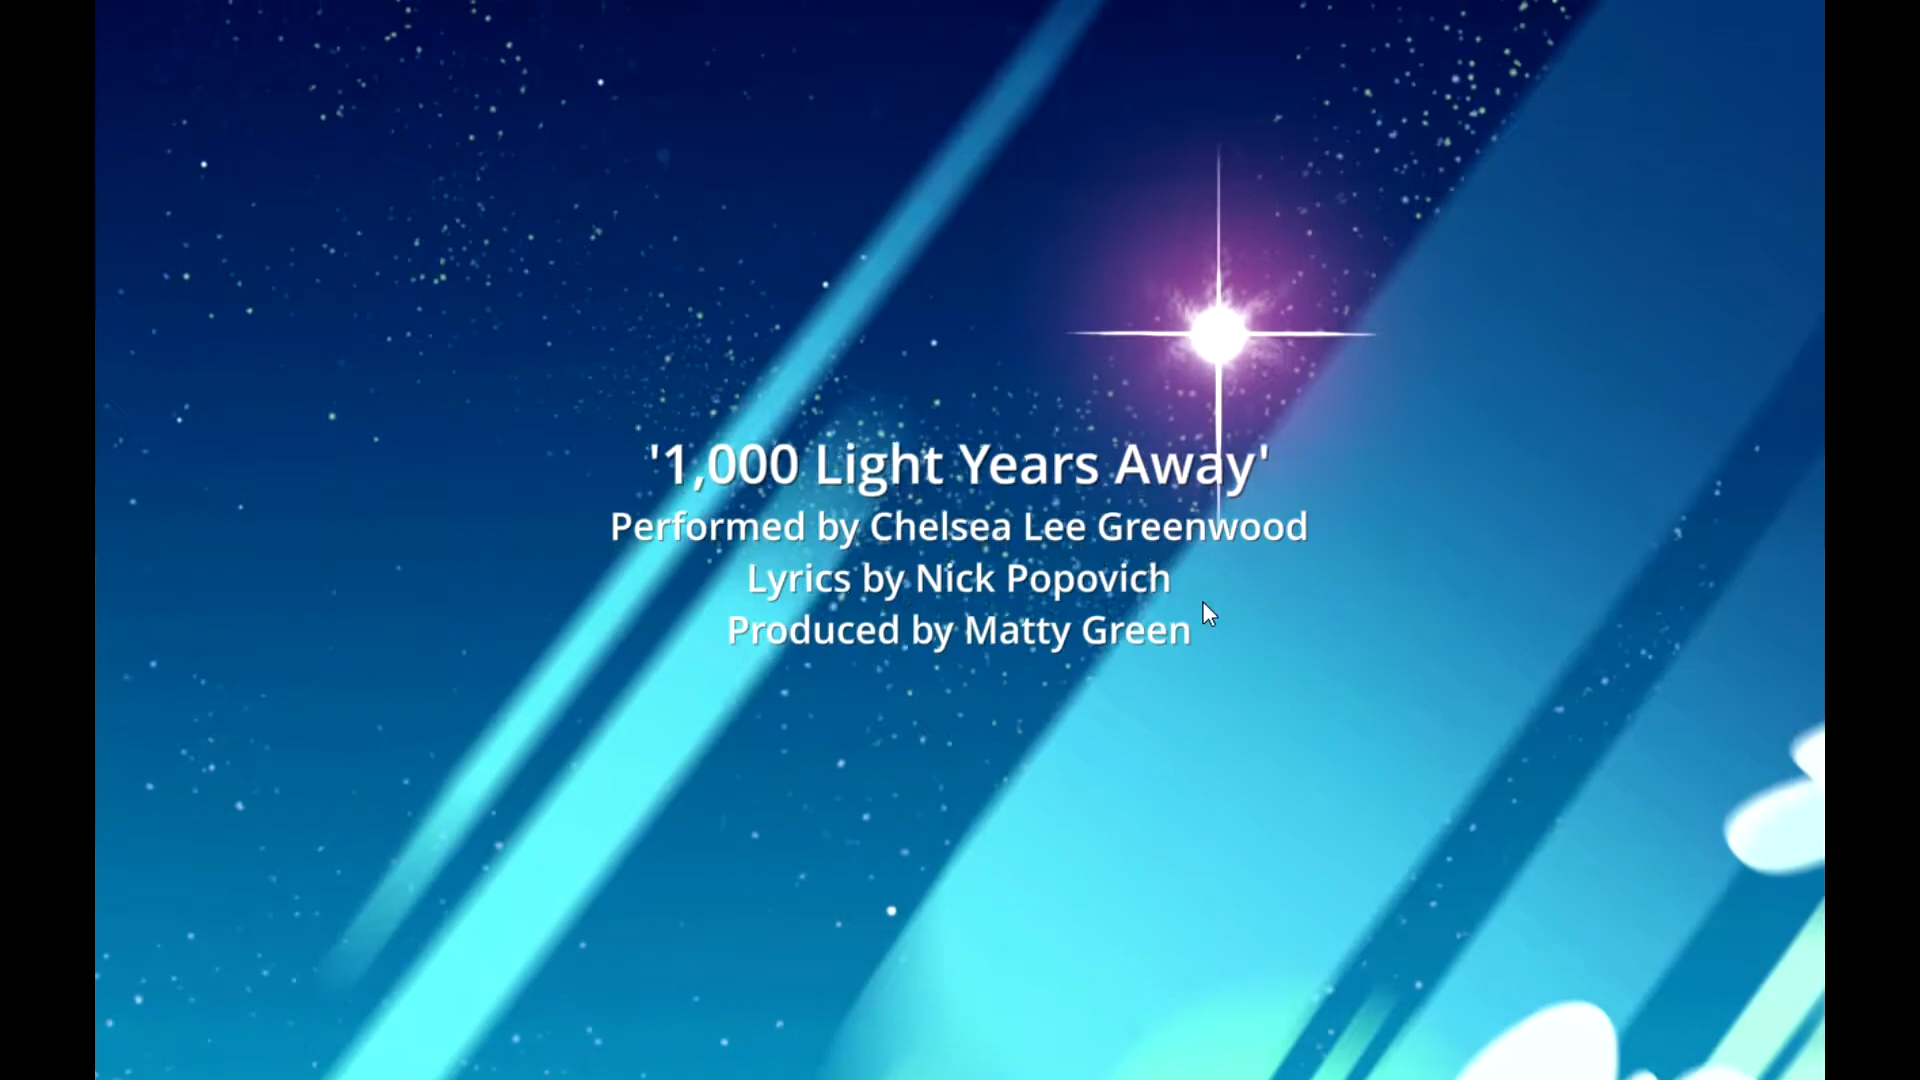 '1,000 Light Years Away'
Performed by Chelsea Lee Greenwood
Lyrics by Nick Popovich
Produced by Matty Green